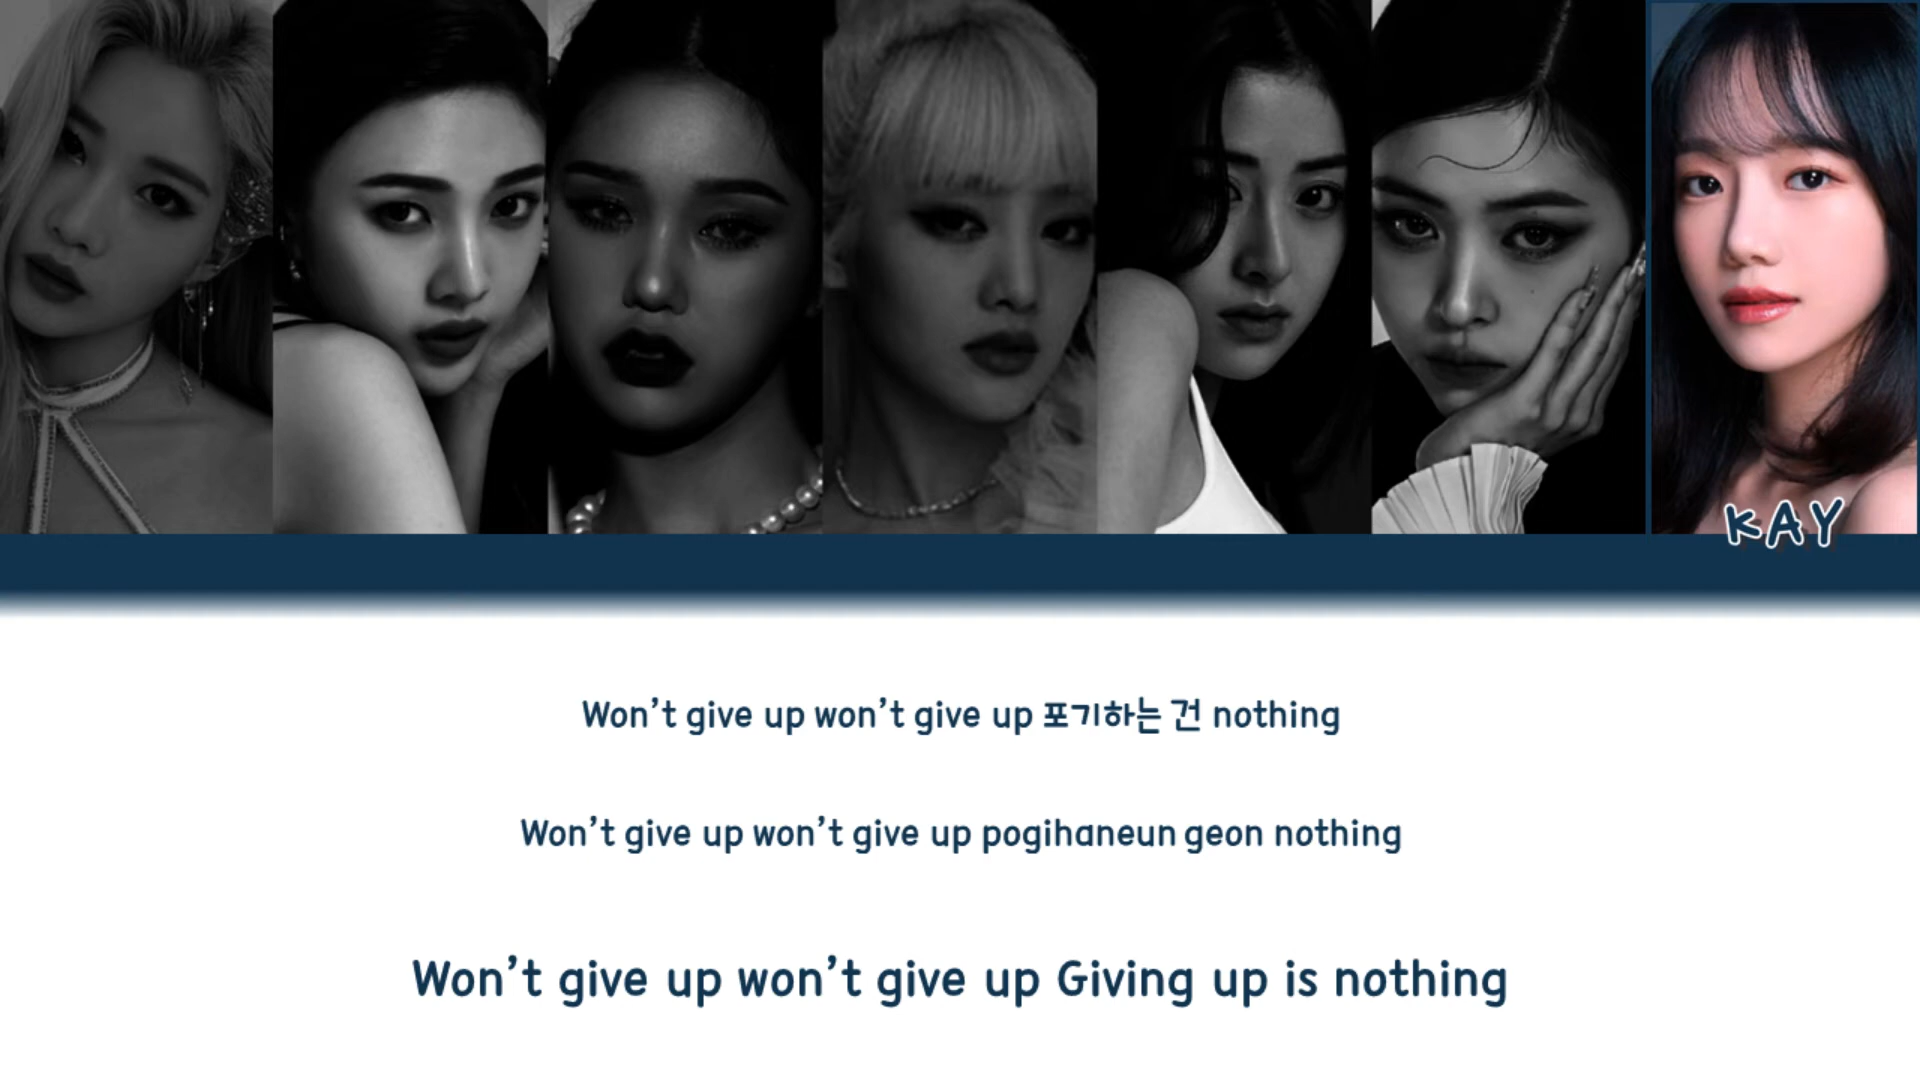 KAY
Won't give up won't give up 포기하는 건 nothing
Won't give up won't give up pogihaneun geon nothing
Won't give up won't give up Giving up is nothing